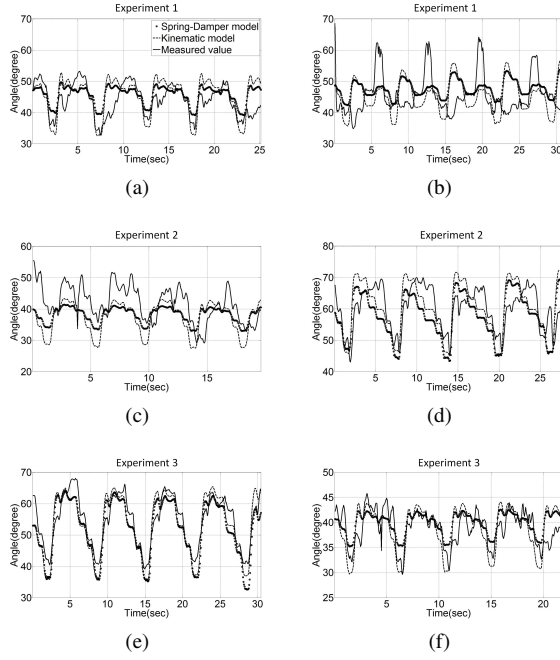 Experiment 1
70
60
50
40
30
Angle(degree)
Spring-Damper model
Kinematic model
Measured value
5 10 15 20 25
Time(sec)
(a)
Experiment 1
70
60
50
40
30
Angle(degree)
5 10 15 20 25 30
Time(sec)
(b)
Experiment 2
60
50
40
30
20
Angle(degree)
5 10 15
Time(sec)
(c)
Experiment 2
80
70
60
50
40
Angle(degree)
5 10 15 20 25
Time(sec)
(d)
Experiment 3
70
60
50
40
30
Angle(degree)
5 10 15 20 25 30
Time(sec)
(e)
Experiment 3
50
45
40
35
30
25
Angle(degree)
5 10 15 20
Time(sec)
(f)